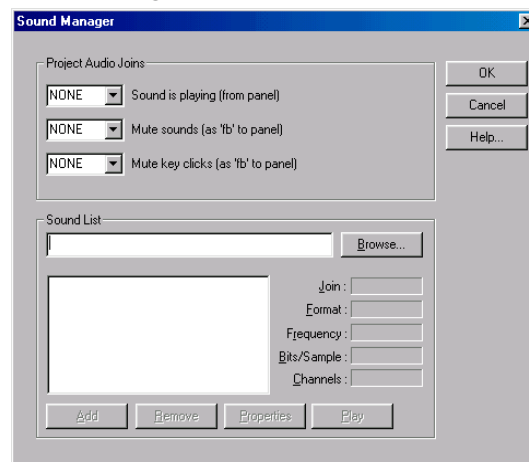 Sound Manager
Project Audio Joins
NONE Sound is playing (from panel)
NONE Mute sounds (as 'fb' to panel)
NONE Mute key clicks (as 'fb' to panel)
OK
Cancel
Help...
Sound List
Browse...
Join :
Format :
Frequency :
Bits/Sample :
Channels :
Add Remove Properties Play